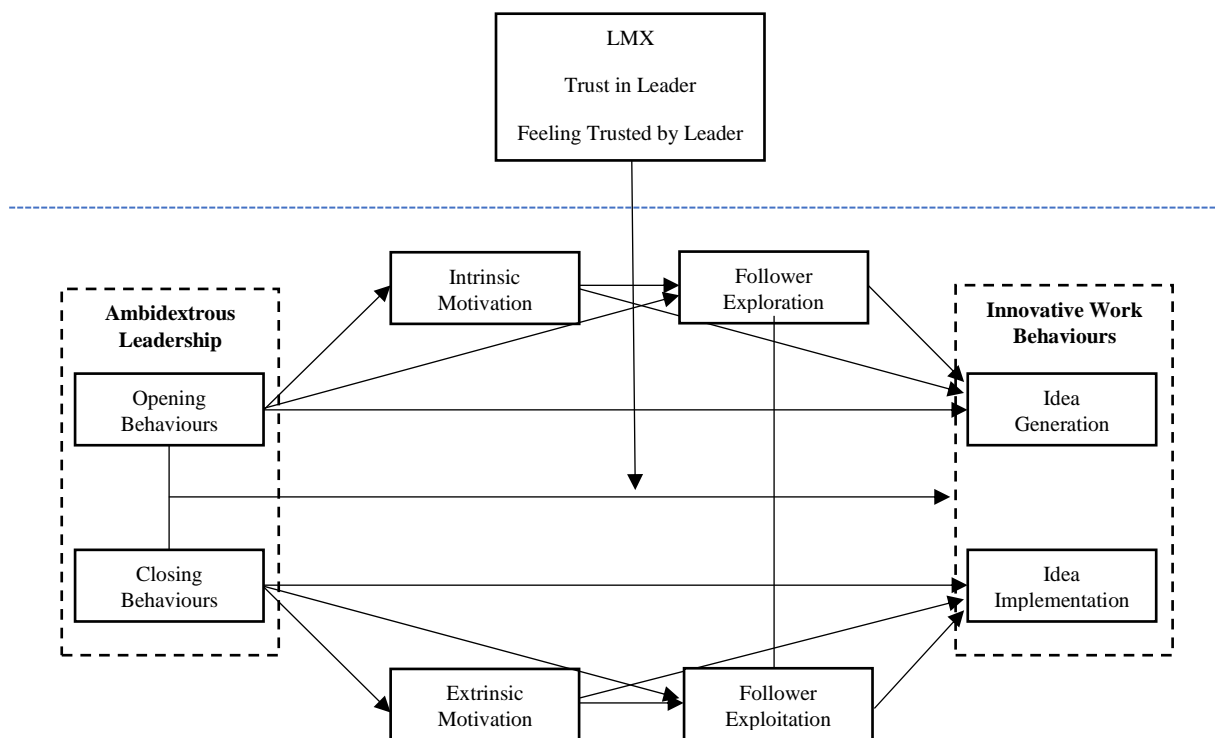 LMX
Trust in Leader
Feeling Trusted by Leader
Intrinsic
Motivation
Follower
Exploration
Ambidextrous
Leadership
Innovative Work
Behaviours
Opening
Behaviours
Idea
Generation
Closing
Behaviours
Idea
Implementation
Extrinsic
Motivation
Follower
Exploitation